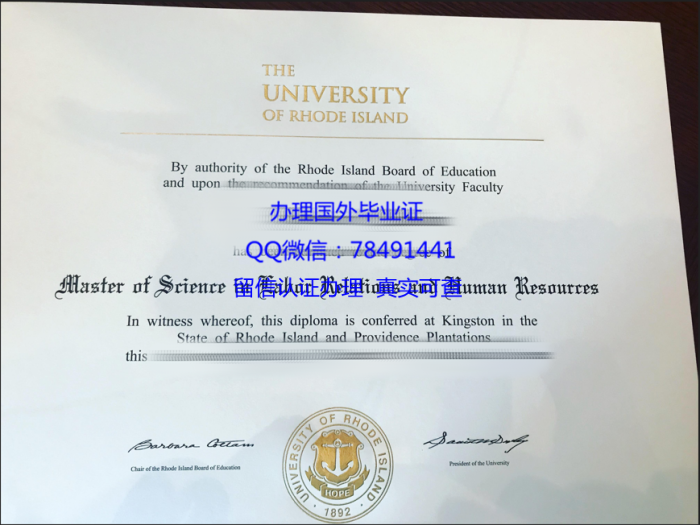 THE
UNIVERSITY
OF RHODE ISLAND
By authority of the Rhode Island Board of Education
and upon the recommendation of the University Faculty
办理国外毕业证
QQ微信：78491441
Master of Science in Labor Relations and Human Resources
留信认证办理 真实可查
In witness whereof, this diploma is conferred at Kingston in the
State of Rhode Island and Providence Plantations
this
Chair of the Rhode Island Board of Education
President of the University
UNIVERSITY OF RHODE ISLAND
HOPE
1892